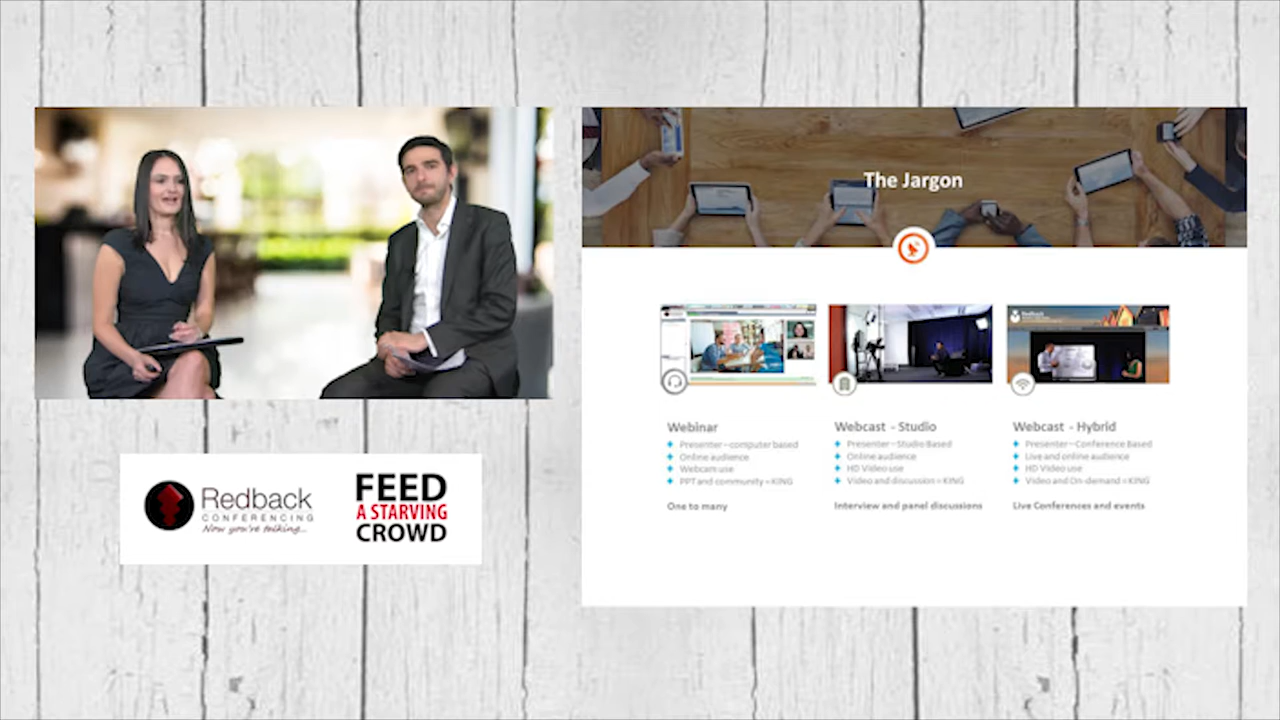 The Jargon
Webinar
Presenter – computer based
Online audience
Webcam use
PPT and community = KING
One to many
Webcast - Studio
Presenter – Studio Based
Online audience
HD Video use
Video and discussion = KING
Interview and panel discussions
Redback
Webcast - Hybrid
Presenter – Conference Based
Live and online audience
HD Video use
Video and On-demand = KING
Live Conferences and events
Redback
CONFERENCING
Now you're talking...
FEED
A STARVING
CROWD